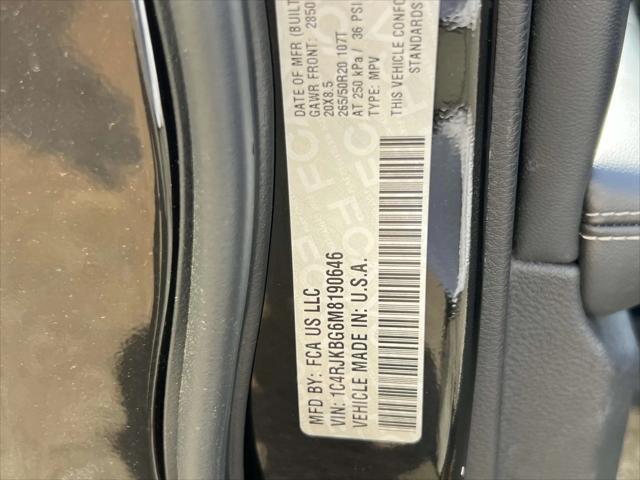 MFD BY: FCA US LLC
VIN: 1C4RJKBG6M8190646
VEHICLE MADE IN: U.S.A.
DATE OF MFR (BUILT
GAWR FRONT: 2850
20X8.5
265/50R20 107T
AT 250 kPa / 36 PSI
TYPE: MPV
THIS VEHICLE CONFO
STANDARDS